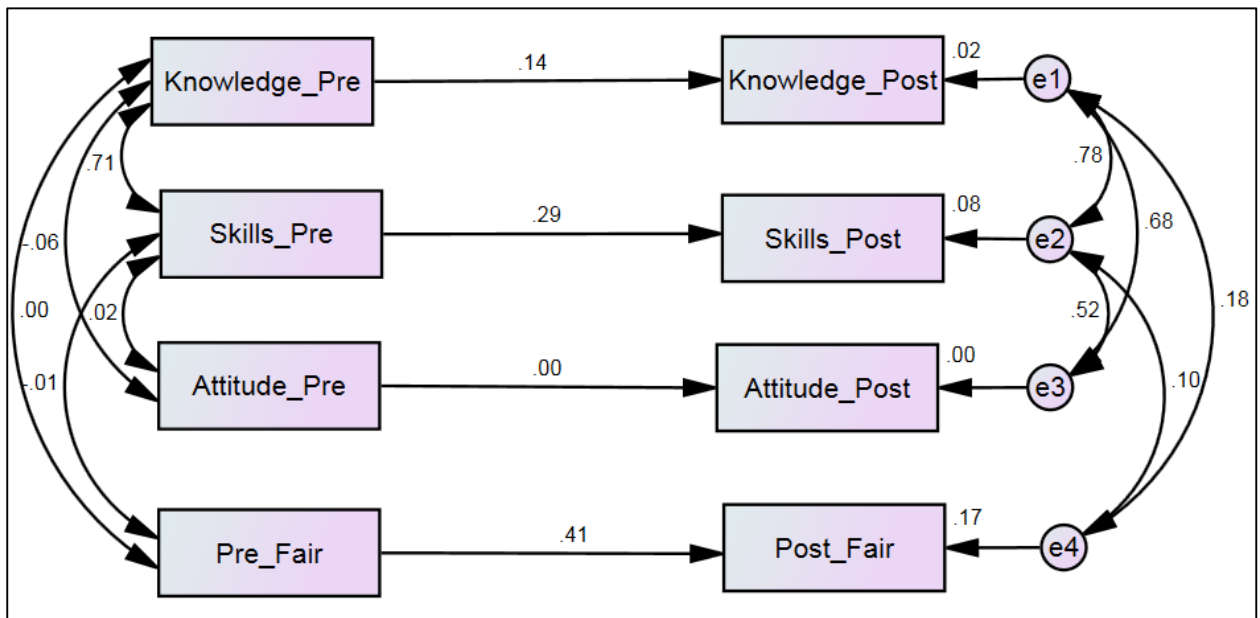 Knowledge_Pre
.14
Knowledge_Post
.02
e1
.71
.78
Skills_Pre
.29
Skills_Post
.08
e2
.68
-.06
.00
.02
.52
.18
Attitude_Pre
.00
Attitude_Post
.00
e3
-.01
.10
Pre_Fair
.41
Post_Fair
.17
e4